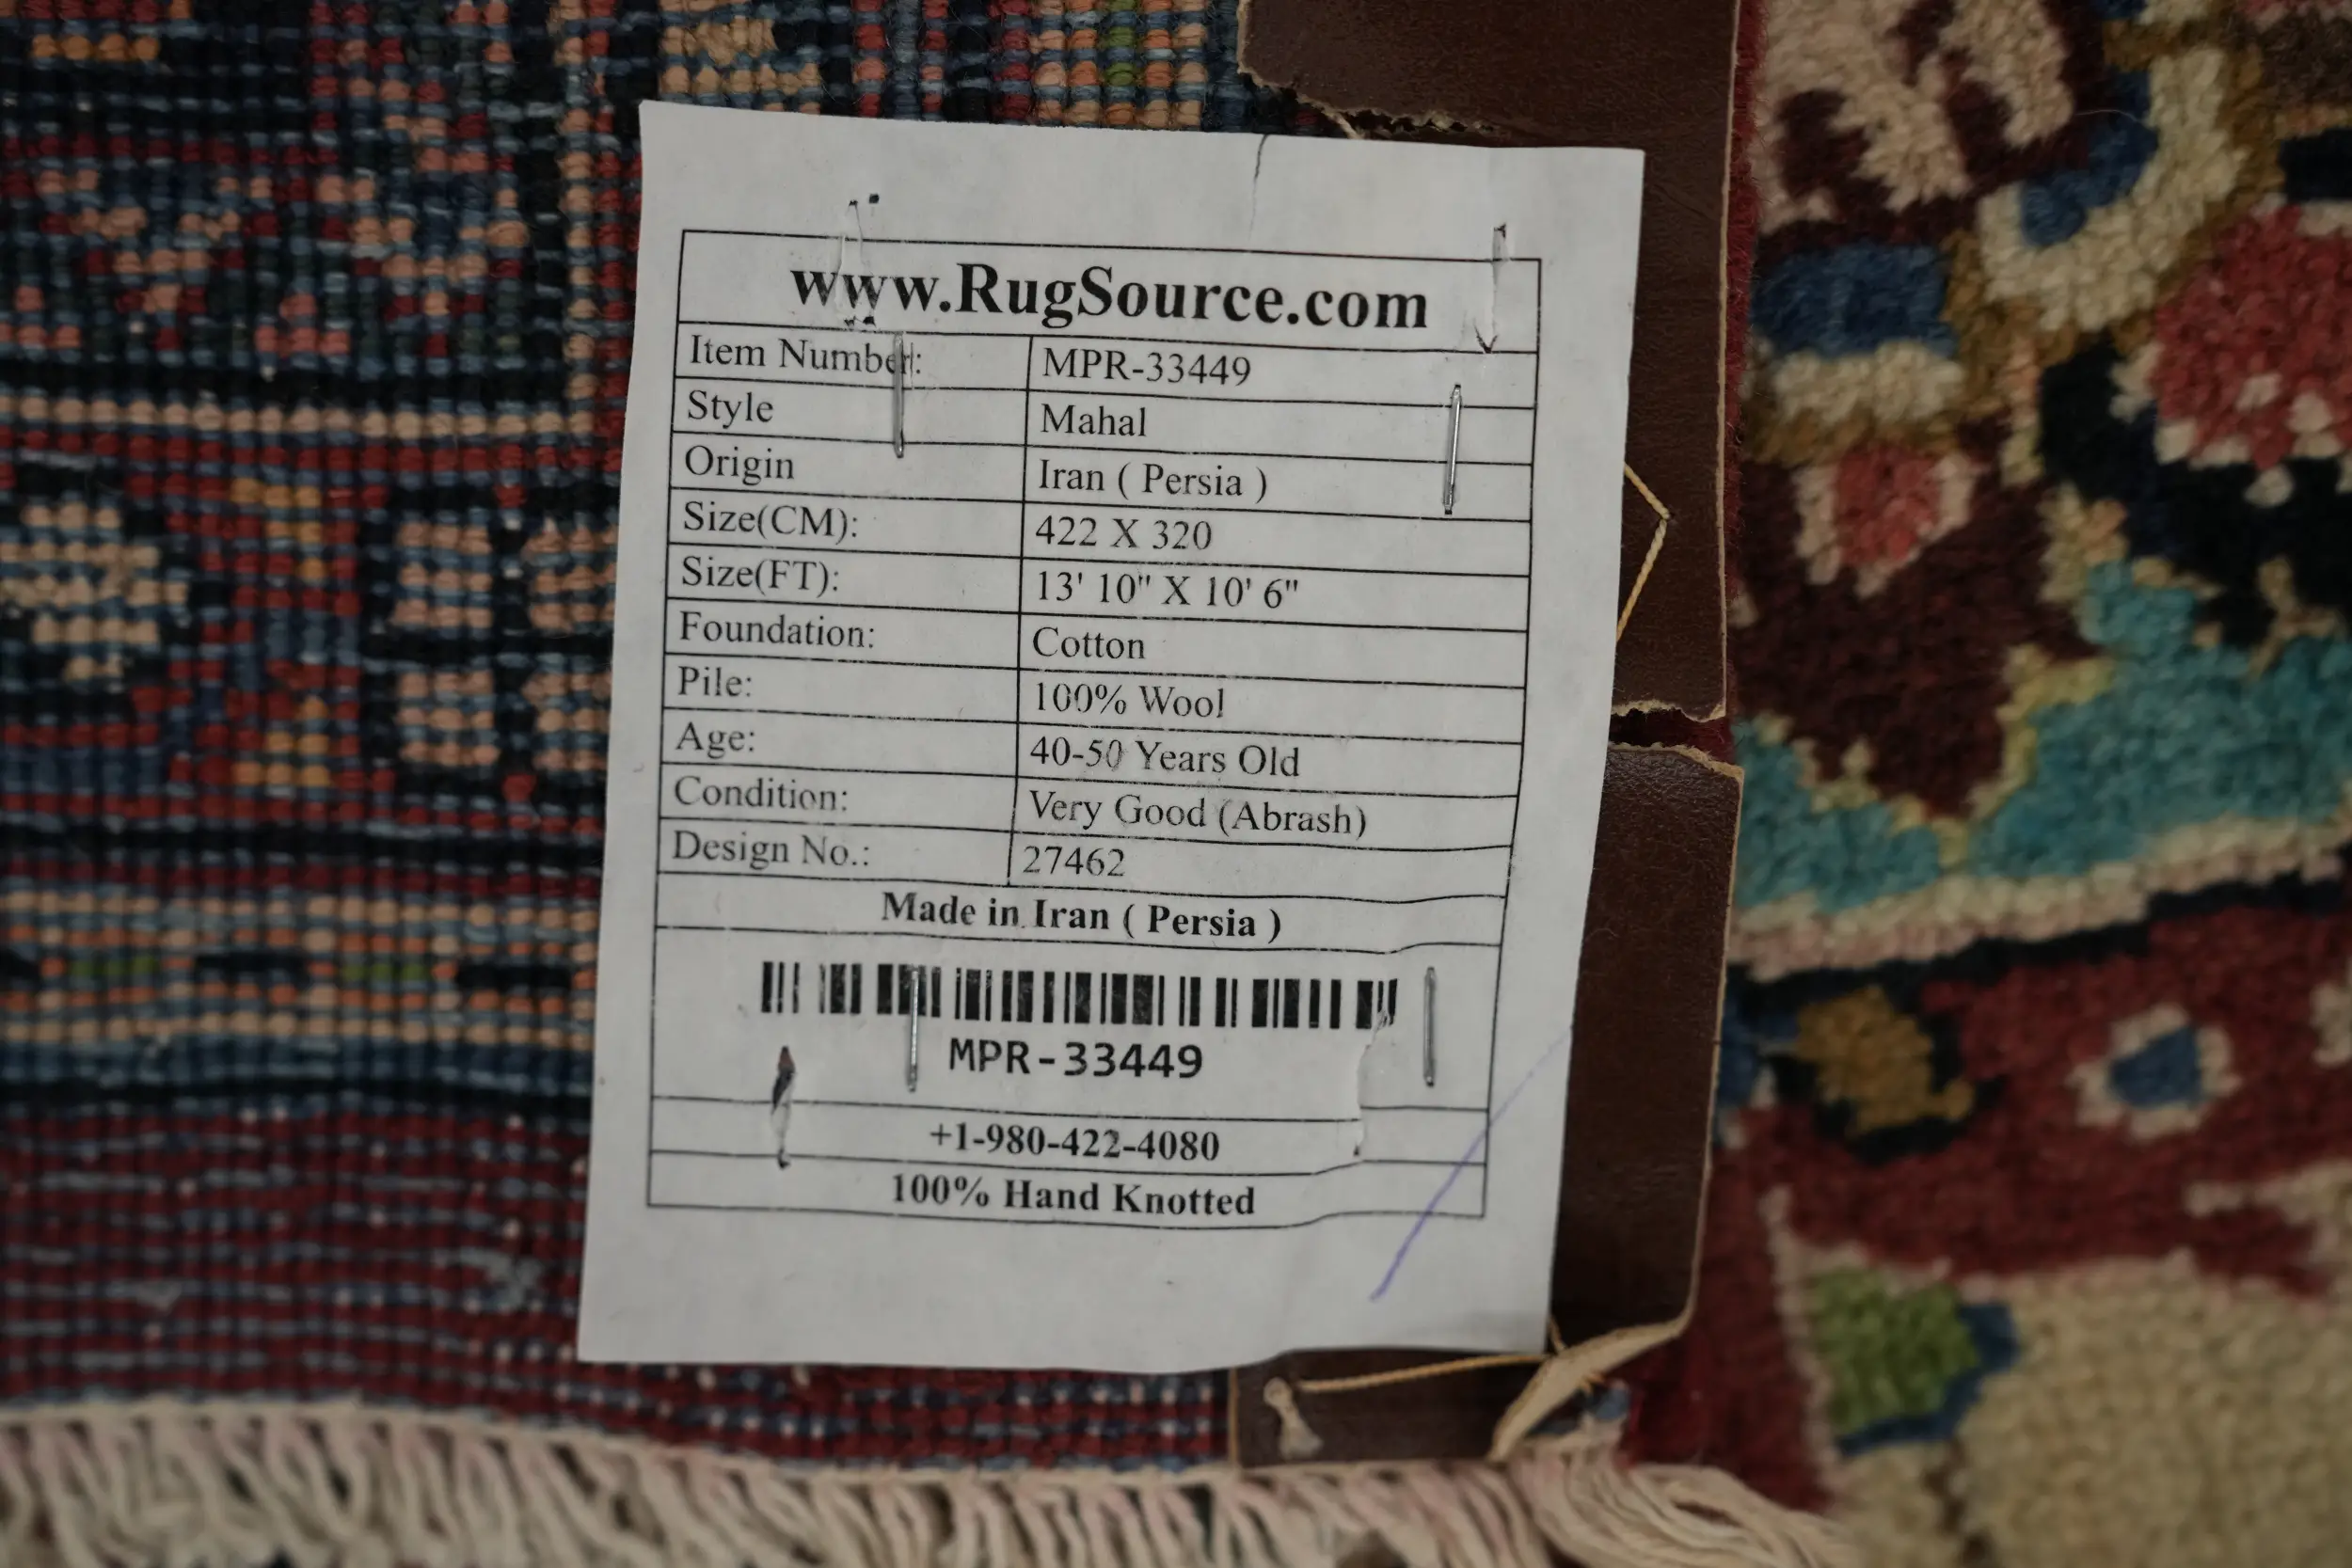 www.RugSource.com
Item Number: MPR-33449
Style Mahal
Origin Iran ( Persia )
Size(CM): 422 X 320
Size(FT): 13' 10" X 10' 6"
Foundation: Cotton
Pile: 100% Wool
Age: 40-50 Years Old
Condition: Very Good (Abrash)
Design No.: 27462
Made in Iran ( Persia )
MPR-33449
+1-980-422-4080
100% Hand Knotted